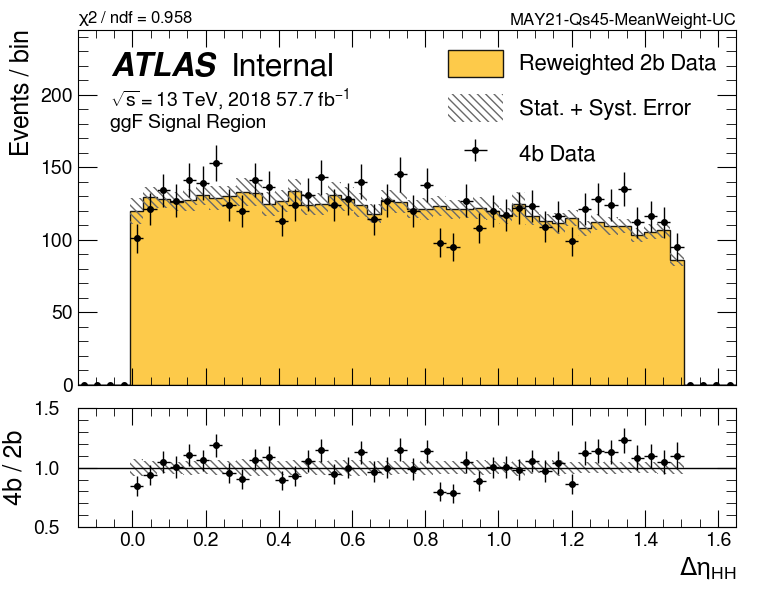 χ2 / ndf = 0.958
MAY21-Qs45-MeanWeight-UC
Events / bin
ATLAS Internal
√s = 13 TeV, 2018 57.7 fb⁻¹
ggF Signal Region
Reweighted 2b Data
Stat. + Syst. Error
4b Data
200
150
100
50
0
4b / 2b
1.5
1.0
0.5
0.0 0.2 0.4 0.6 0.8 1.0 1.2 1.4 1.6
ΔηHH